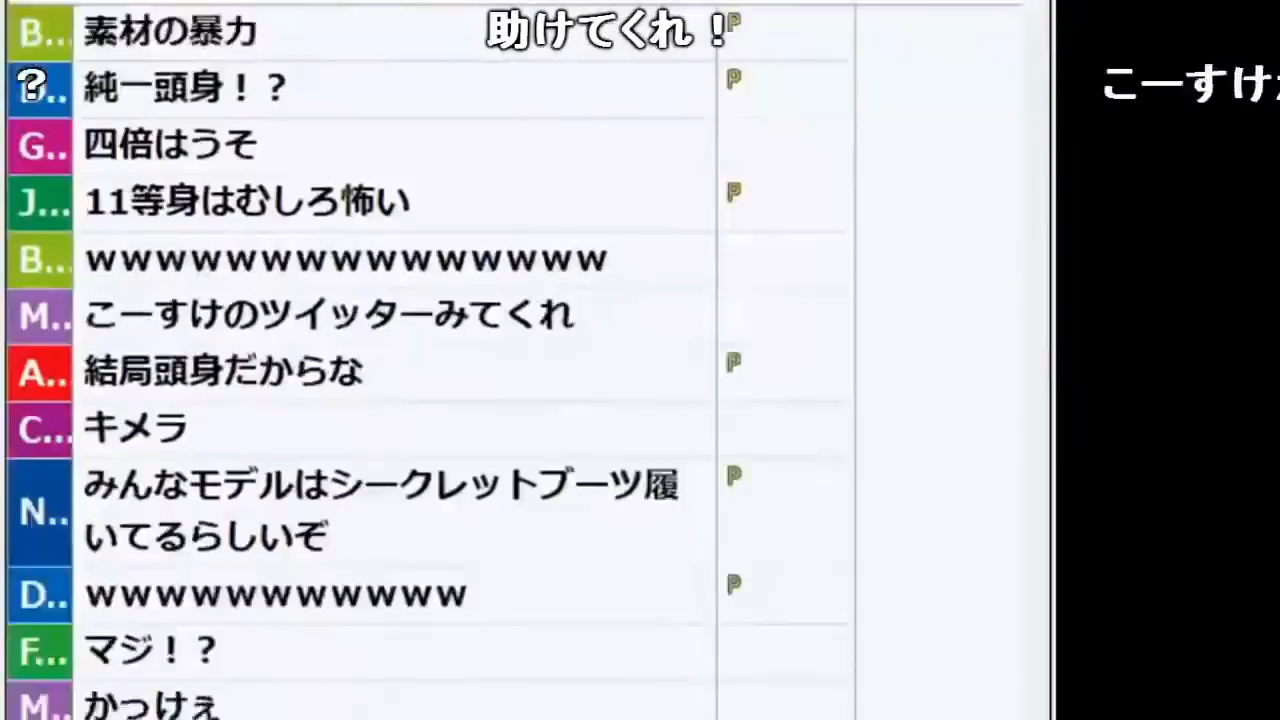 B... 素材の暴力 P
助けてくれ！
? .. 純一頭身！？ P
こーすけ
G.. 四倍はうそ
J... 11等身はむしろ怖い P
B... ｗｗｗｗｗｗｗｗｗｗｗｗｗｗｗ
M.. こーすけのツイッターみてくれ
A... 結局頭身だからな P
C... キメラ
N.. みんなモデルはシークレットブーツ履 P
いてるらしいぞ
D.. ｗｗｗｗｗｗｗｗｗｗｗ P
F... マジ！？
M.. かっけぇ